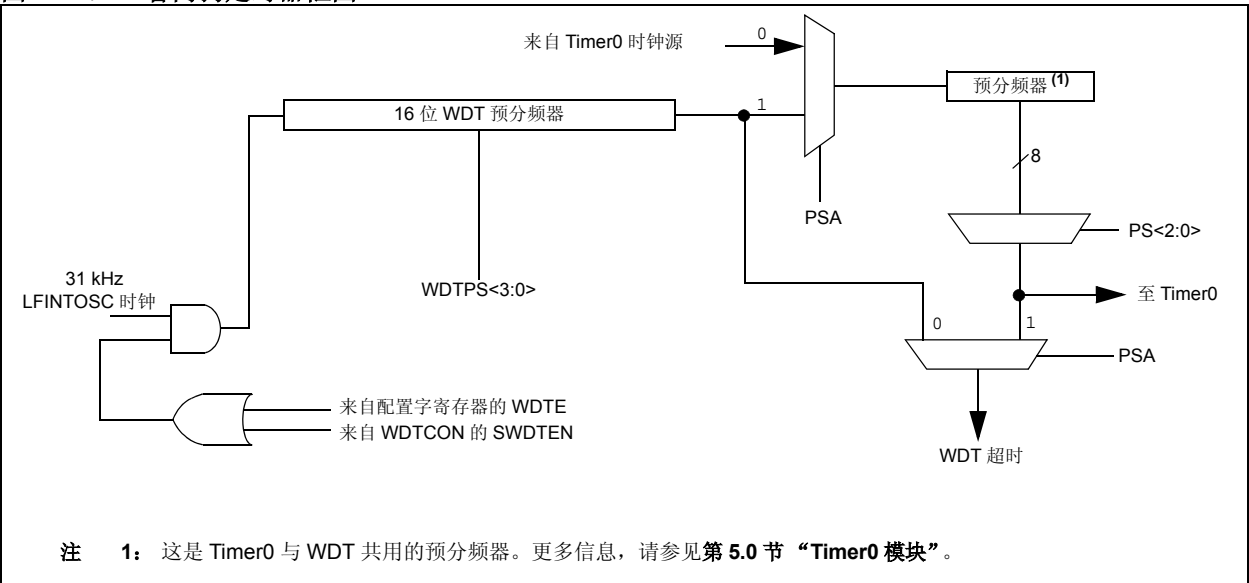 来自 Timer0 时钟源
0
预分频器(1)
16 位 WDT 预分频器
1
8
PSA
PS<2:0>
31 kHz
LFINTOSC 时钟
WDTPS<3:0>
至 Timer0
0
1
PSA
来自配置字寄存器的 WDTE
来自 WDTCON 的 SWDTEN
WDT 超时
注 1： 这是 Timer0 与 WDT 共用的预分频器。更多信息，请参见第 5.0 节 “Timer0 模块”。